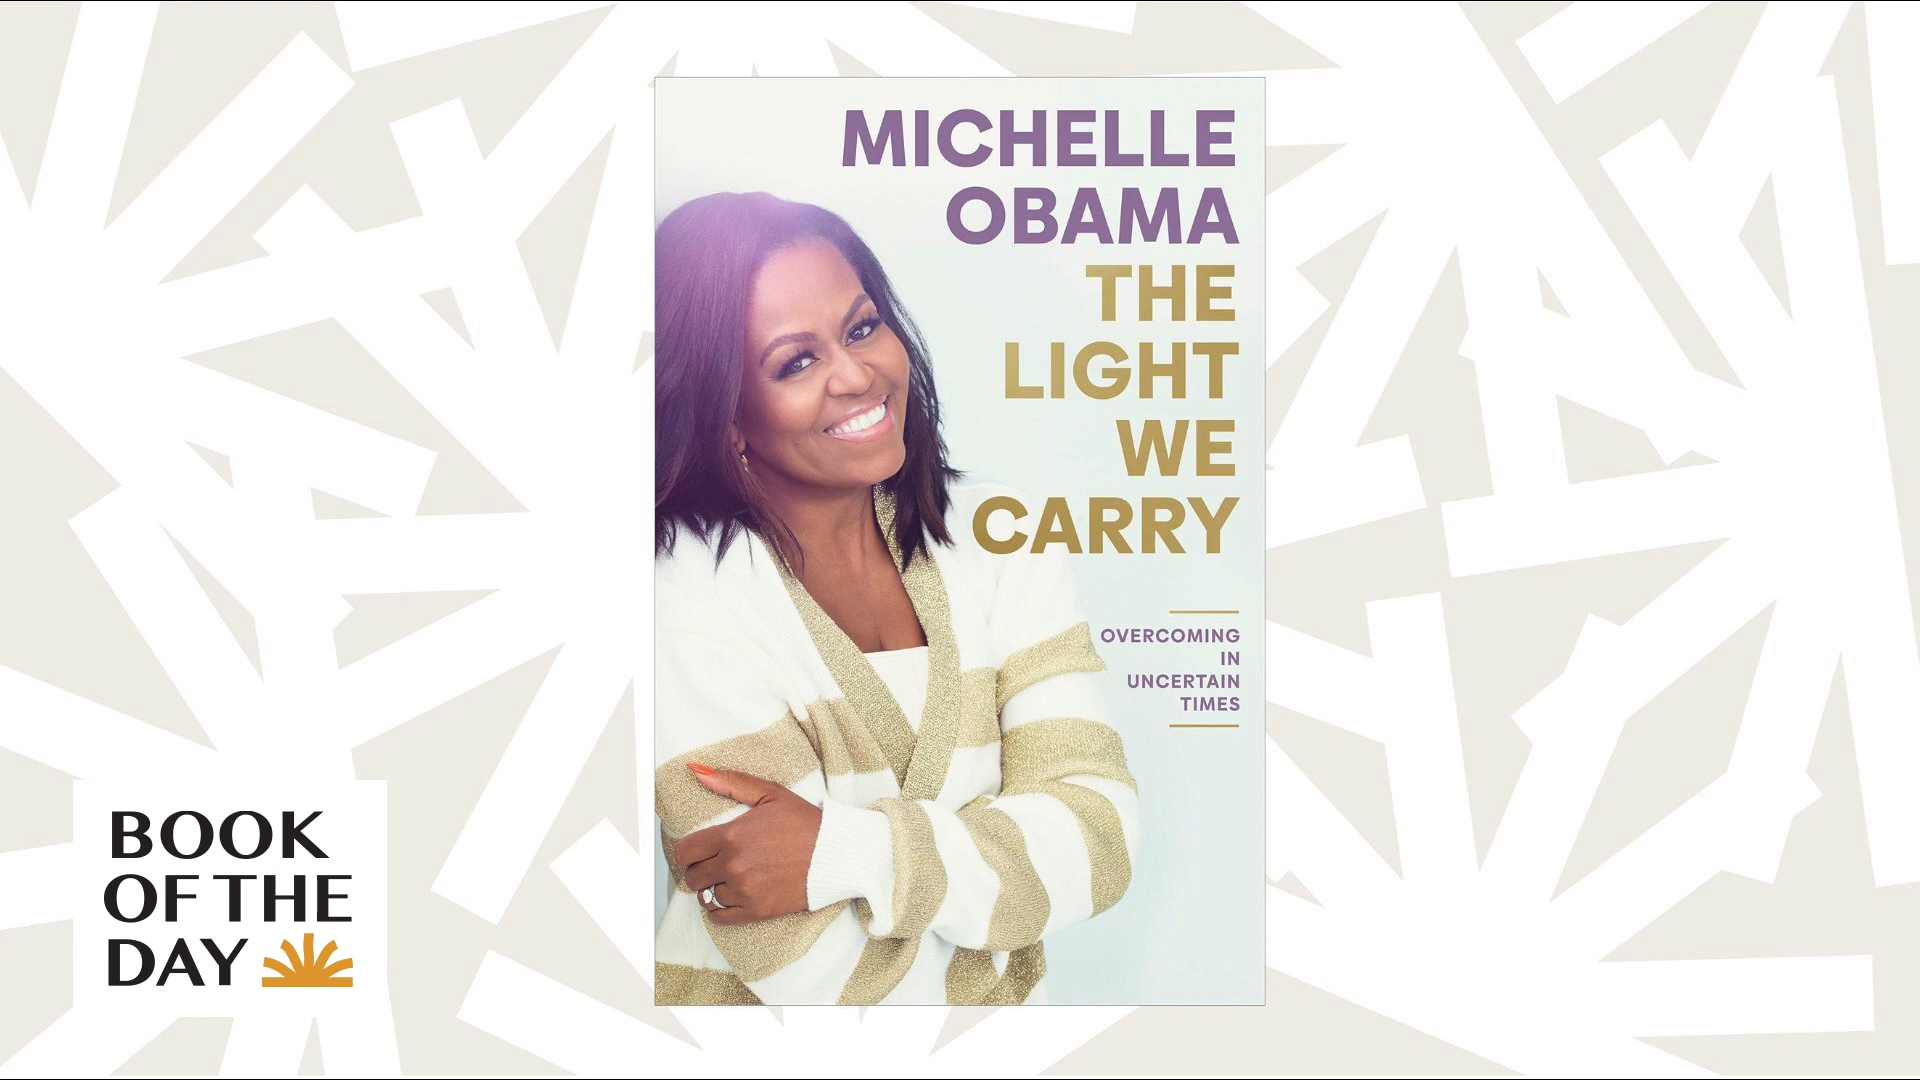 MICHELLE
OBAMA
THE
LIGHT
WE
CARRY
OVERCOMING
IN
UNCERTAIN
TIMES
BOOK
OF THE
DAY